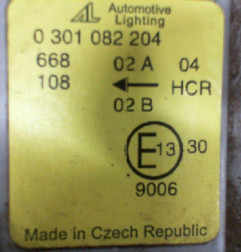 AL Automotive
Lighting
0 301 082 204
668 02 A 04
108 ← HCR
02 B
E13 30
9006
Made in Czech Republic